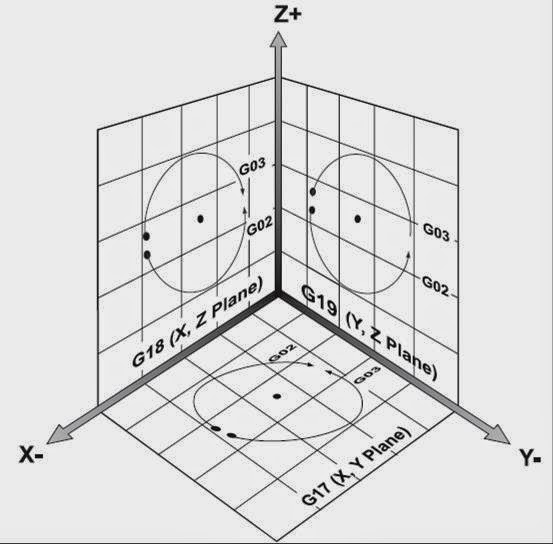 Z+
G03
G02
G03
G02
G18 (X, Z Plane)
G19 (Y, Z Plane)
G02
G03
X-
Y-
G17 (X, Y Plane)